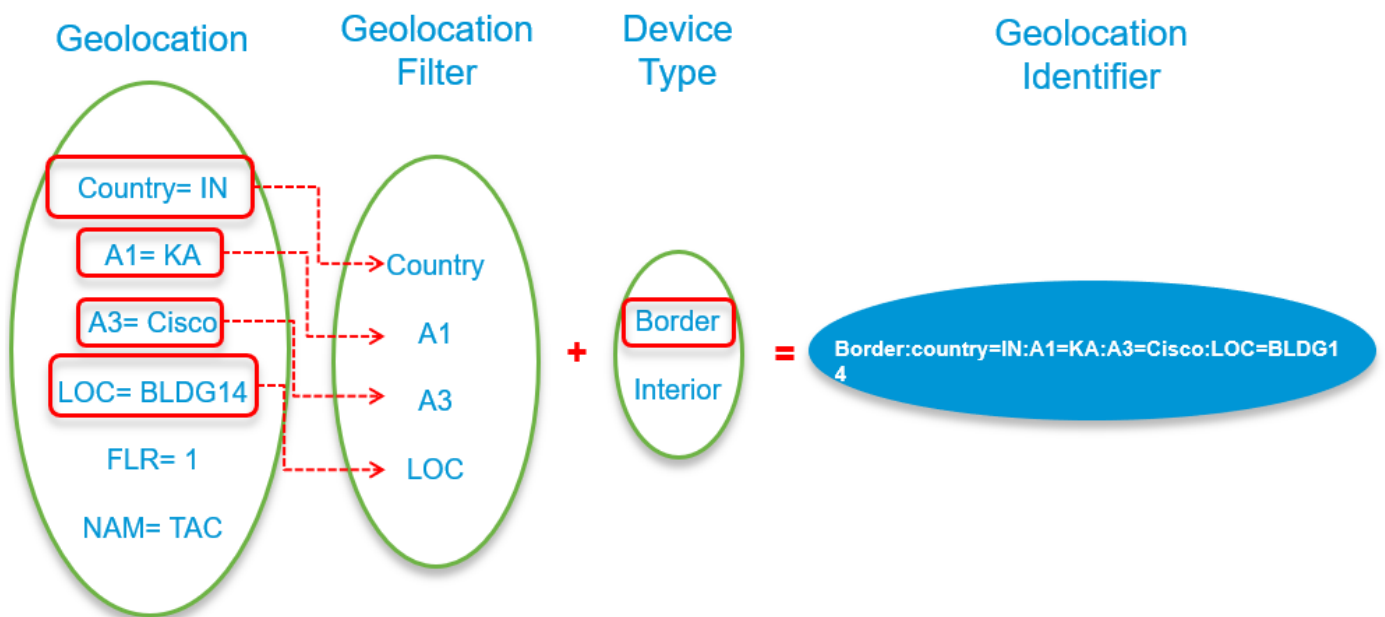 Geolocation
Geolocation
Filter
Device
Type
Geolocation
Identifier
Country= IN
A1= KA
A3= Cisco
LOC= BLDG14
FLR= 1
NAM= TAC
Country
A1
A3
LOC
+
Border
Interior
=
Border:country=IN:A1=KA:A3=Cisco:LOC=BLDG1
4